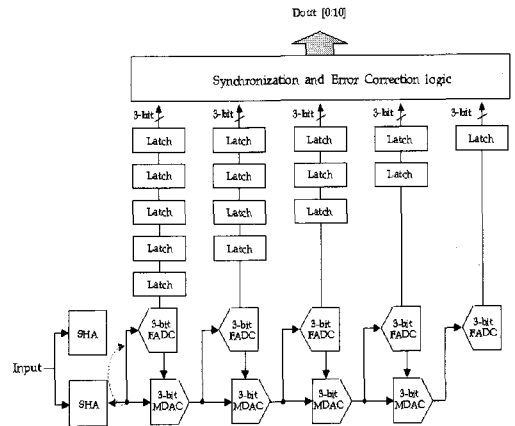 Dout [0:10]
Synchronization and Error Correction logic
3-bit 3-bit 3-bit 3-bit 3-bit
Latch Latch Latch Latch Latch
Latch Latch Latch Latch
Latch Latch Latch
Latch Latch
Latch
SHA
3-bit
FADC
3-bit
FADC
3-bit
FADC
3-bit
FADC
3-bit
FADC
Input
SHA
3-bit
MDAC
3-bit
MDAC
3-bit
MDAC
3-bit
MDAC